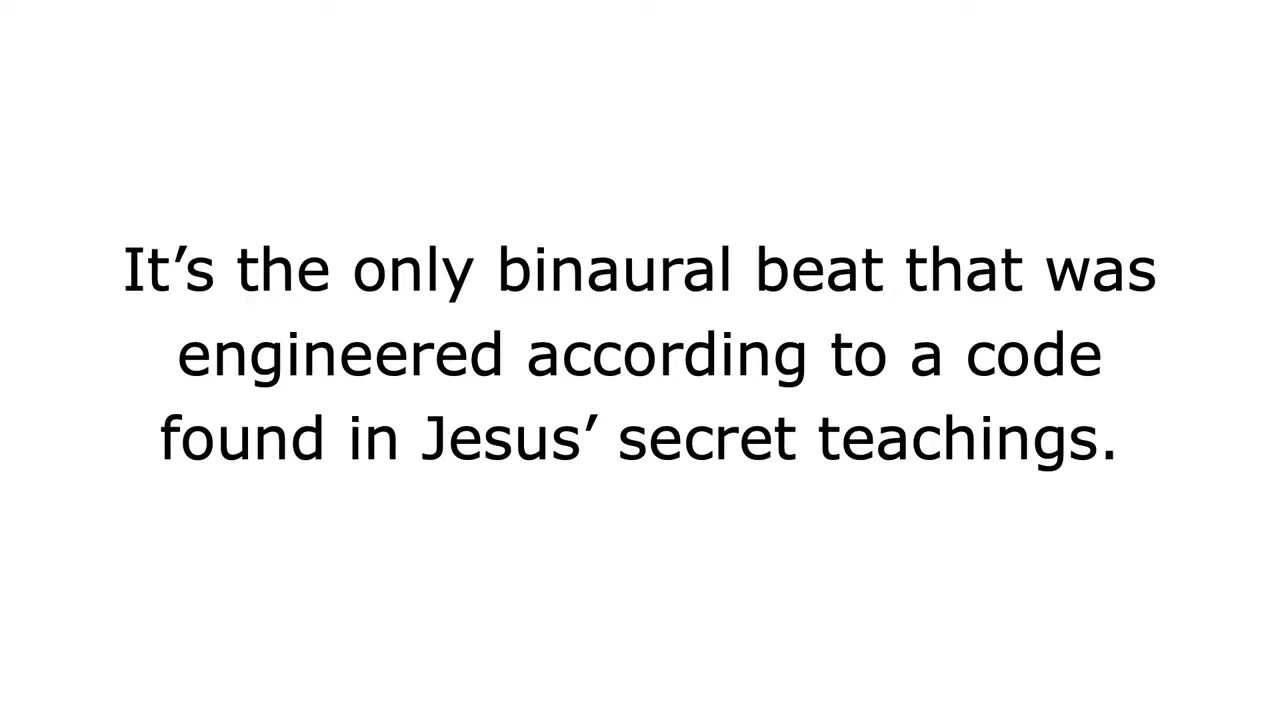 It’s the only binaural beat that was
engineered according to a code
found in Jesus’ secret teachings.